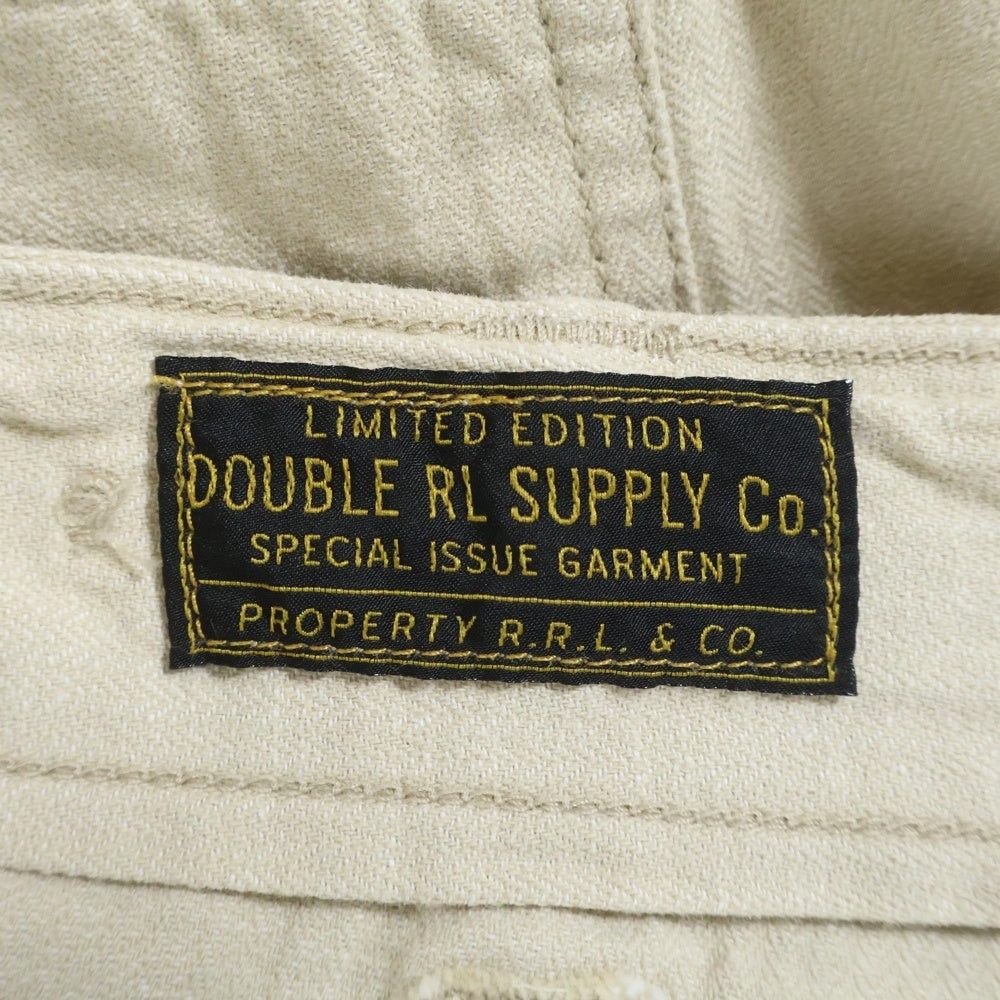 LIMITED EDITION
DOUBLE RL SUPPLY Co.
SPECIAL ISSUE GARMENT
PROPERTY R.R.L. & CO.